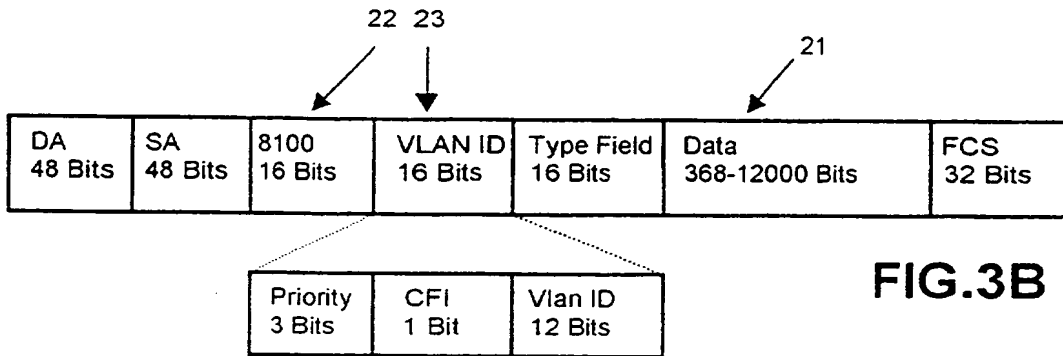 22 23
21
DA
48 Bits
SA
48 Bits
8100
16 Bits
VLAN ID
16 Bits
Type Field
16 Bits
Data
368-12000 Bits
FCS
32 Bits
Priority
3 Bits
CFI
1 Bit
Vlan ID
12 Bits
FIG.3B